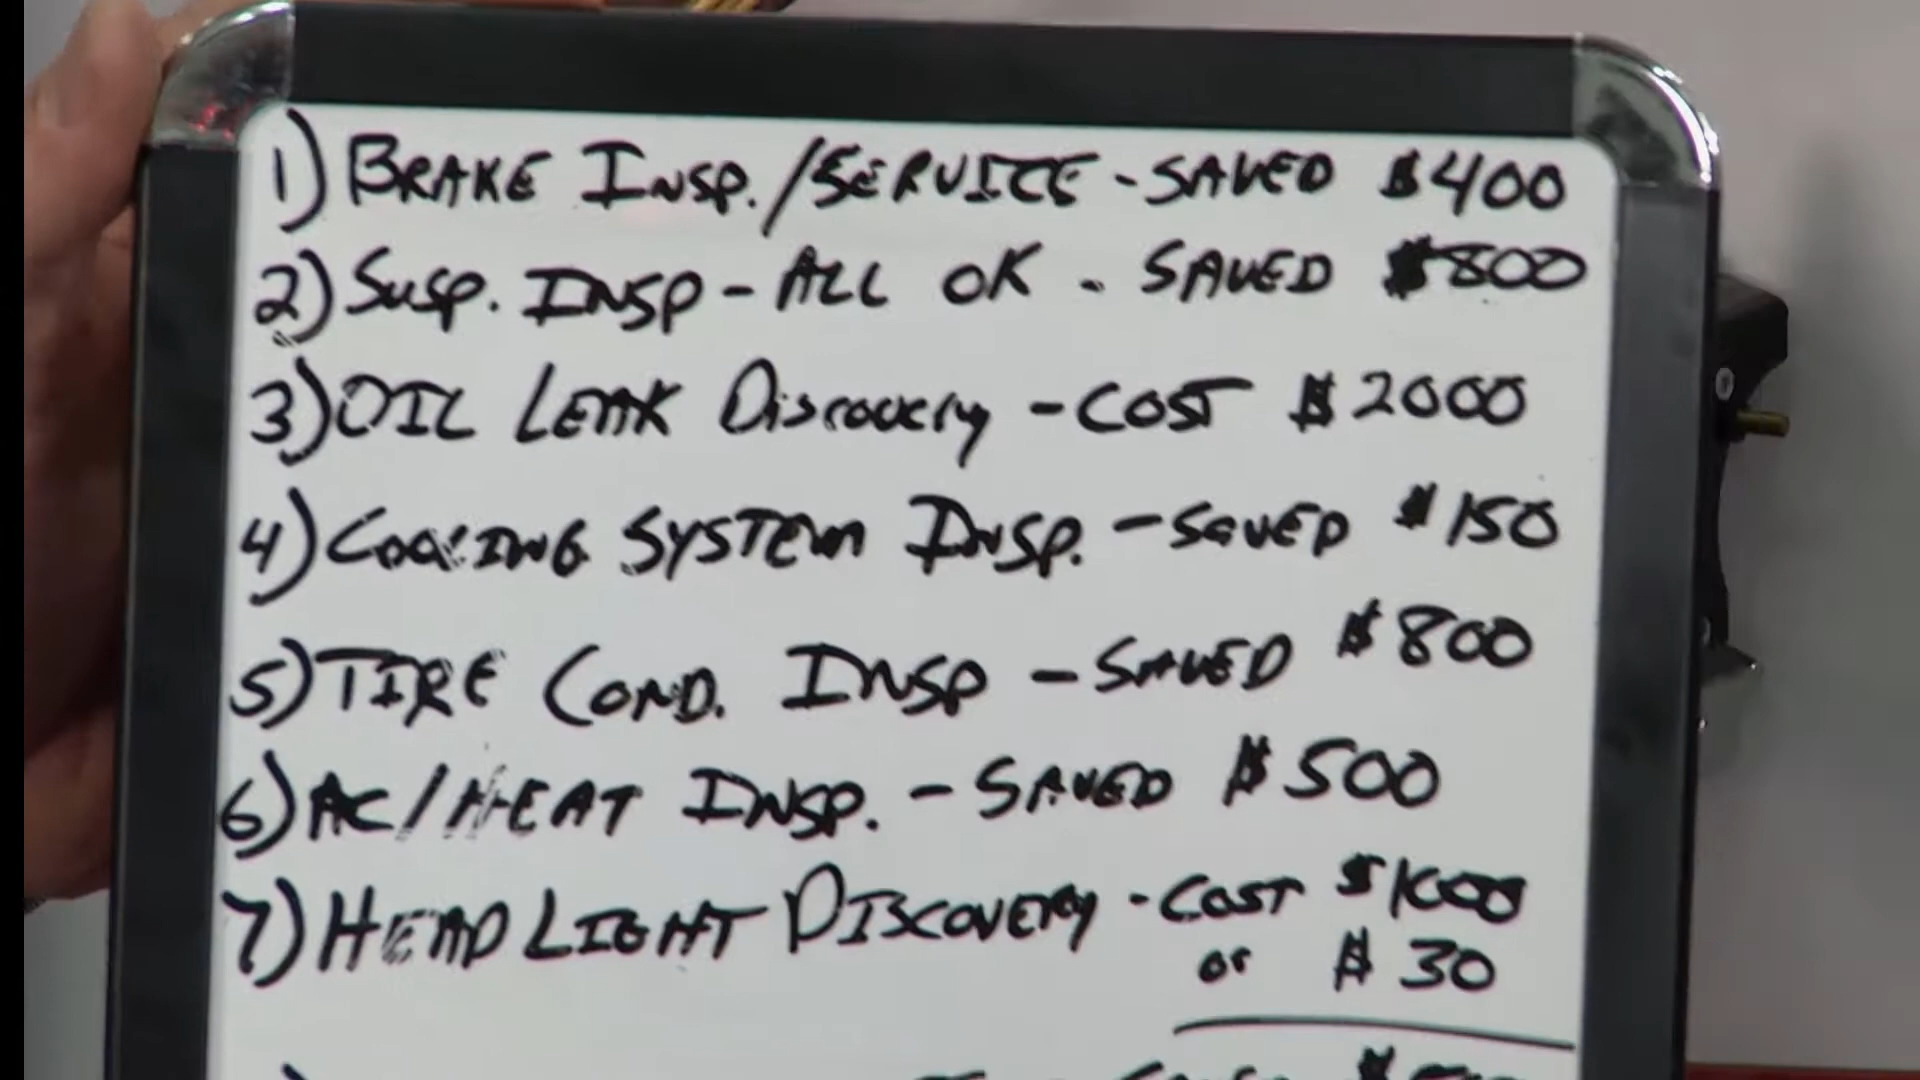 1) BRAKE INSP./SERVICE - SAVED $400
2) SUSP. INSP - ALL OK - SAVED $800
3) OIL LEAK DISCOVERY - COST $2000
4) COOLING SYSTEM INSP. - SAVED $150
5) TIRE COND. INSP - SAVED $800
6) AC/HEAT INSP. - SAVED $500
7) HEAD LIGHT DISCOVERY - COST $1000
or $30